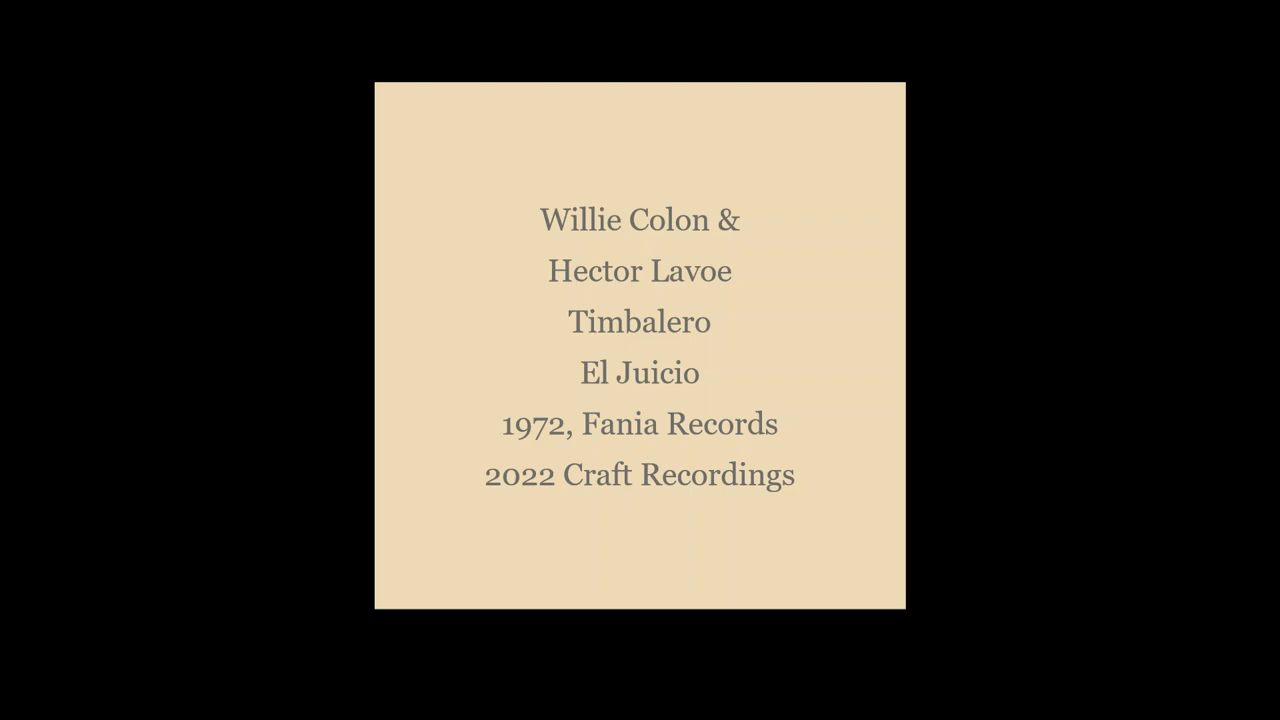 Willie Colon &
Hector Lavoe
Timbalero
El Juicio
1972, Fania Records
2022 Craft Recordings